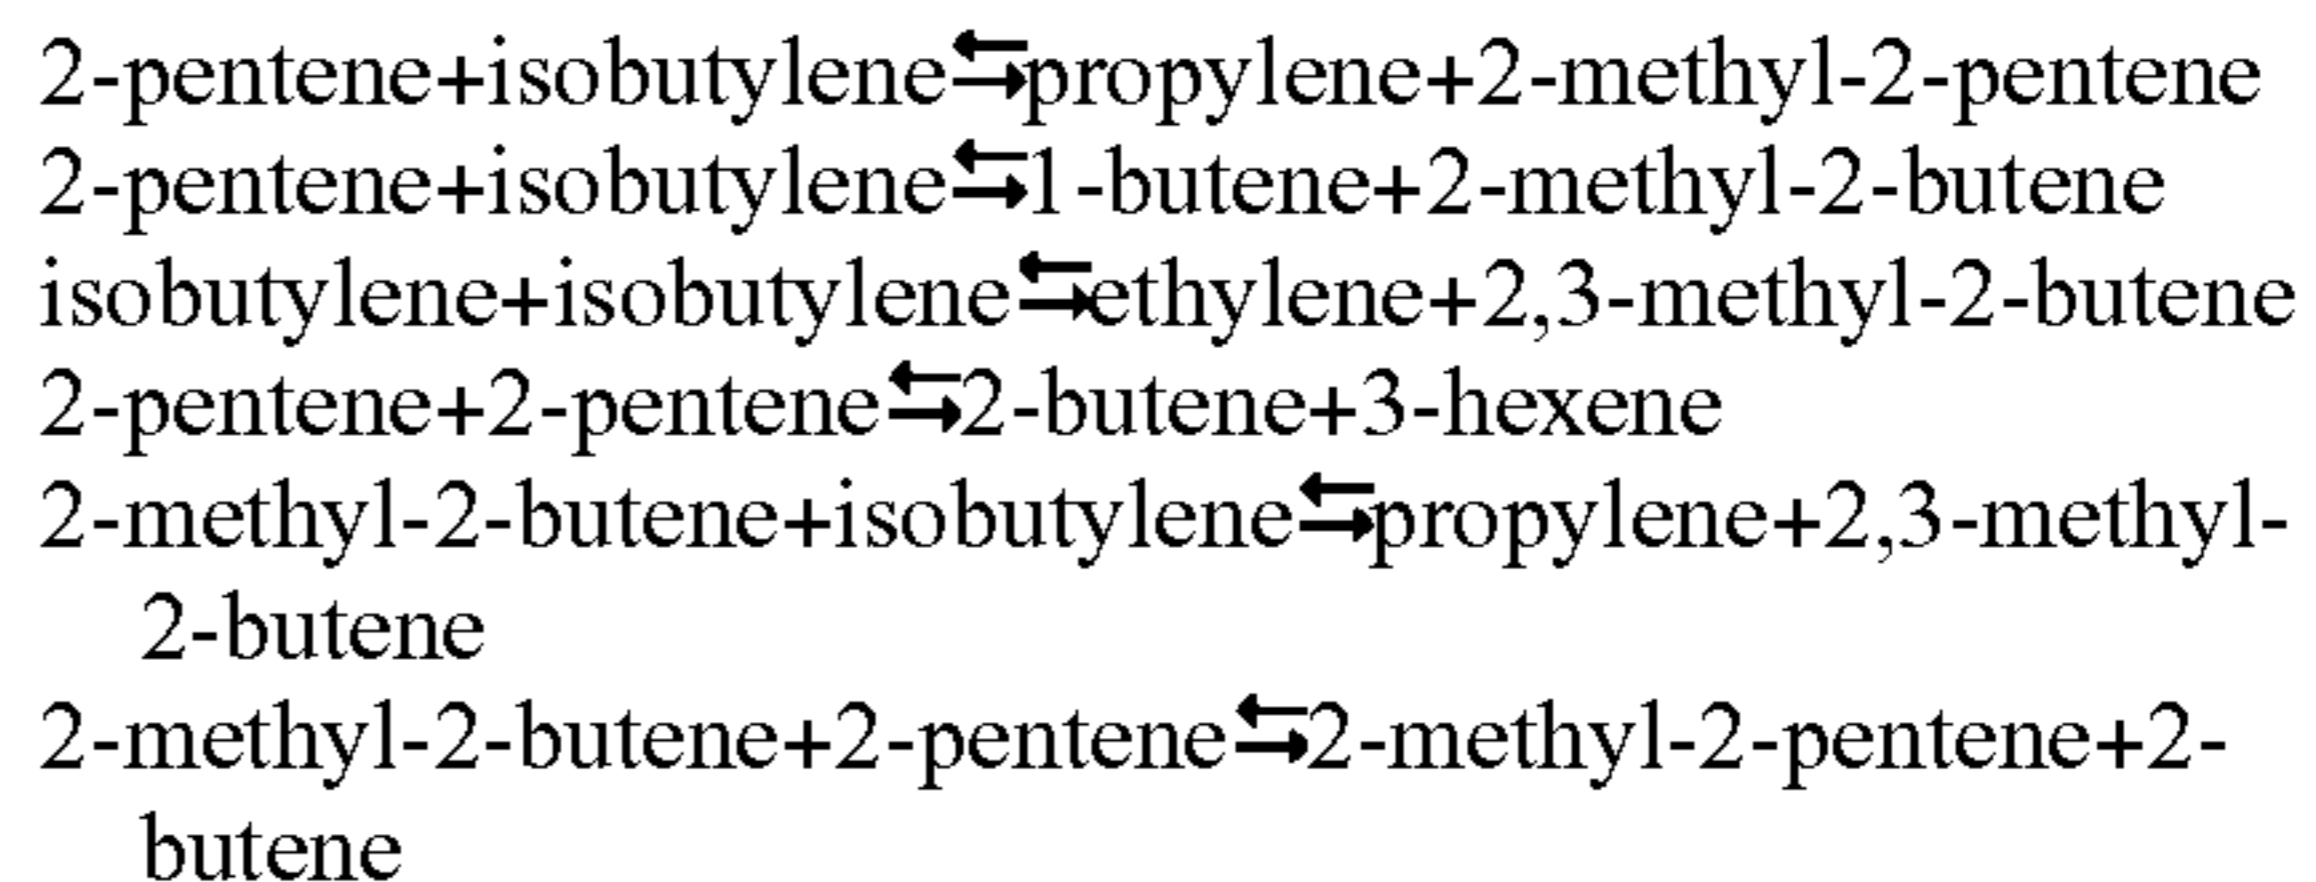 2-pentene+isobutylene⇆propylene+2-methyl-2-pentene
2-pentene+isobutylene⇆1-butene+2-methyl-2-butene
isobutylene+isobutylene⇆ethylene+2,3-methyl-2-butene
2-pentene+2-pentene⇆2-butene+3-hexene
2-methyl-2-butene+isobutylene⇆propylene+2,3-methyl-
2-butene
2-methyl-2-butene+2-pentene⇆2-methyl-2-pentene+2-
butene